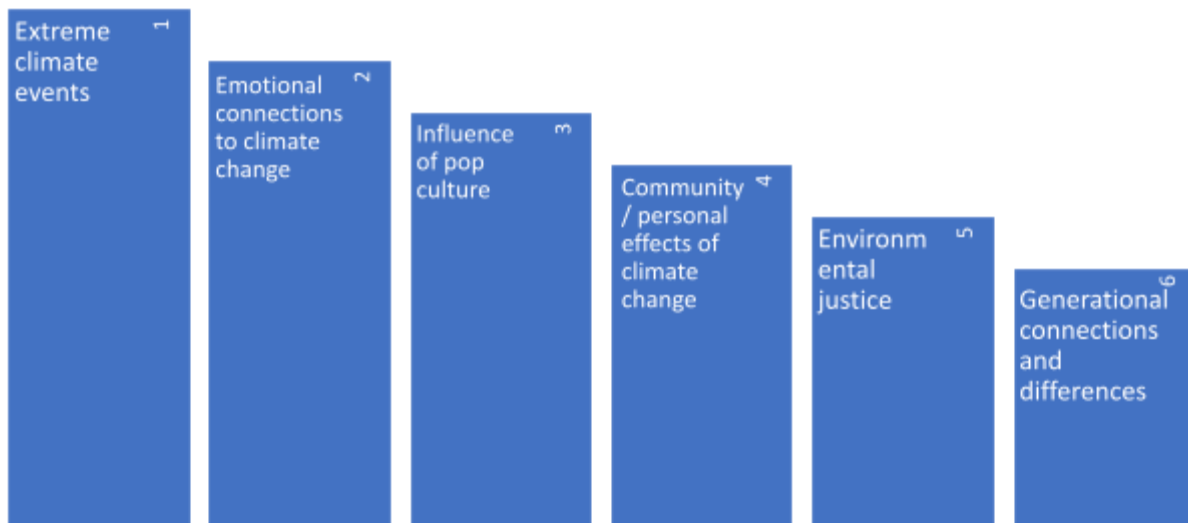 Extreme
climate
events
1
Emotional
connections
to climate
change
2
Influence
of pop
culture
3
Community
/ personal
effects of
climate
change
4
Environm
ental
justice
5
Generational
connections
and
differences
6